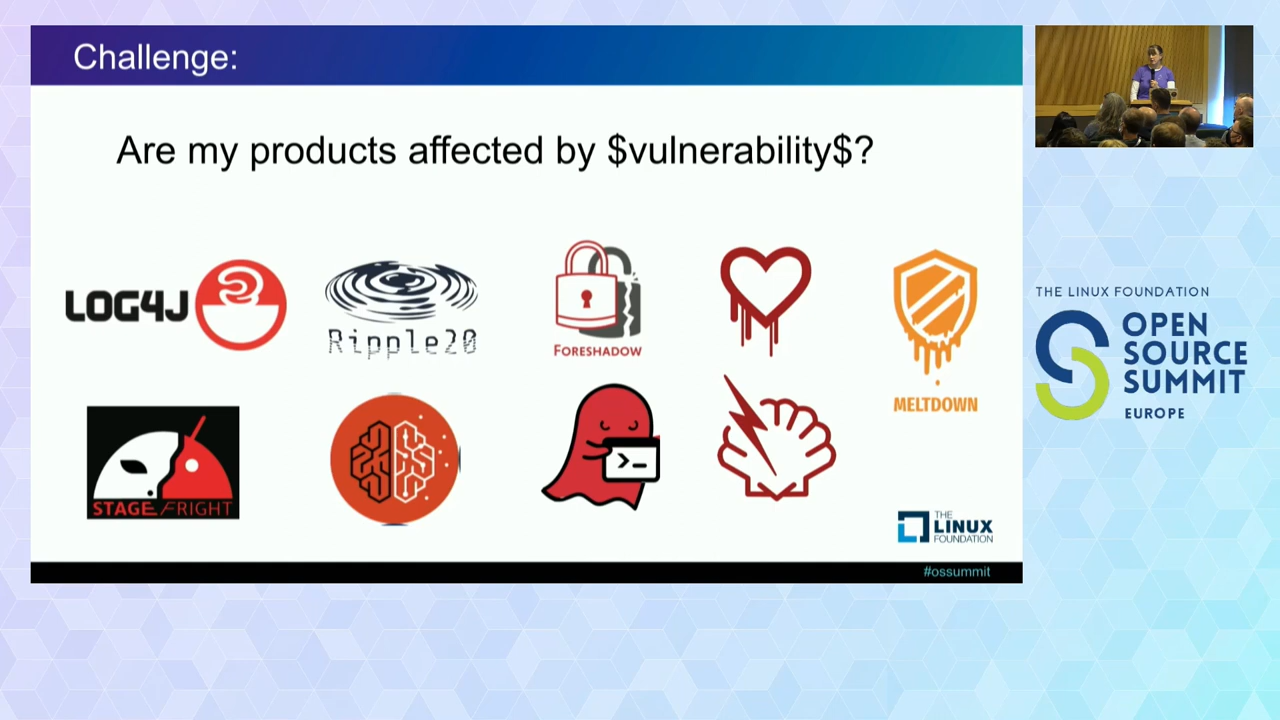 Challenge:
Are my products affected by $vulnerability$?
LOG4J
Ripple20
FORESHADOW
MELTDOWN
STAGEFRIGHT
>_
THE
LINUX
FOUNDATION
#ossummit
THE LINUX FOUNDATION
OPEN
SOURCE
SUMMIT
EUROPE